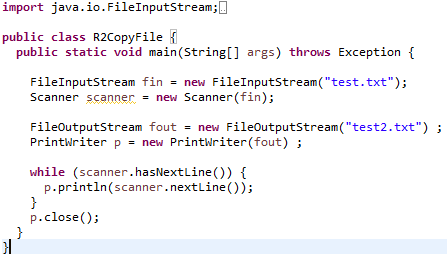 import java.io.FileInputStream;
public class R2CopyFile {
public static void main(String[] args) throws Exception {
FileInputStream fin = new FileInputStream("test.txt");
Scanner scanner = new Scanner(fin);
FileOutputStream fout = new FileOutputStream("test2.txt") ;
PrintWriter p = new PrintWriter(fout) ;
while (scanner.hasNextLine()) {
p.println(scanner.nextLine());
}
p.close();
}
}